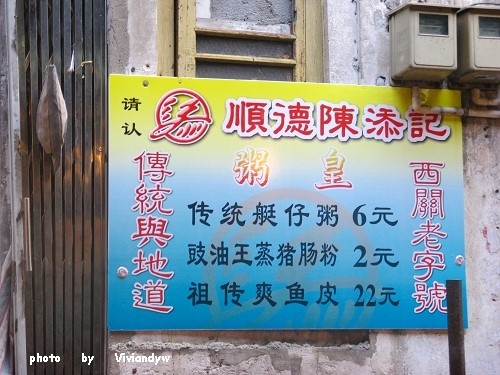 请认
順德陳添記
粥皇
傳統與地道
西關老字號
传统艇仔粥 6元
豉油王蒸猪肠粉 2元
祖传爽鱼皮 22元
photo by Viviandyw